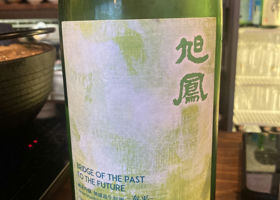 旭鳳
BRIDGE OF THE PAST
TO THE FUTURE